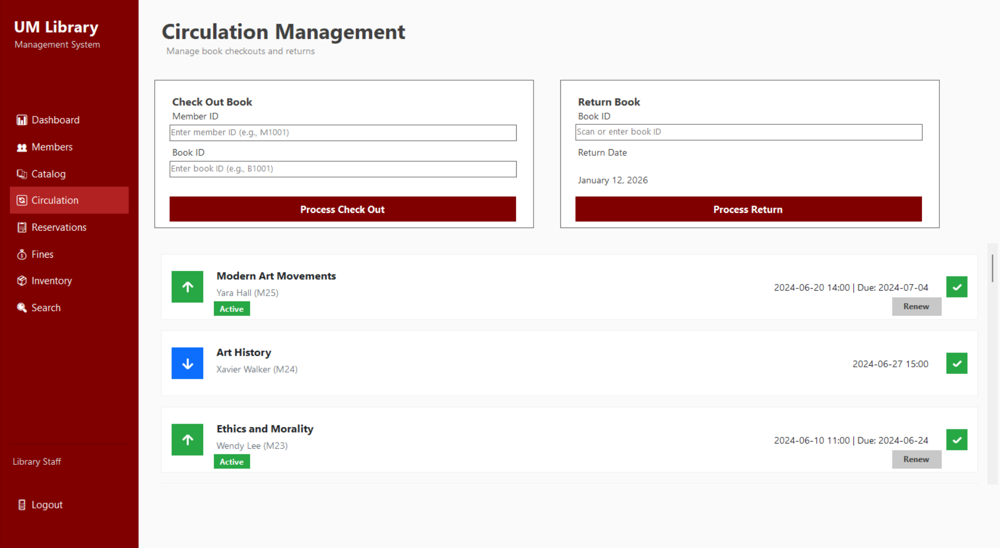 UM Library
Management System
Dashboard
Members
Catalog
Circulation
Reservations
Fines
Inventory
Search
Library Staff
Logout
Circulation Management
Manage book checkouts and returns
Check Out Book
Member ID
Enter member ID (e.g., M1001)
Book ID
Enter book ID (e.g., B1001)
Process Check Out
Return Book
Book ID
Scan or enter book ID
Return Date
January 12, 2026
Process Return
Modern Art Movements
Yara Hall (M25)
Active
2024-06-20 14:00 | Due: 2024-07-04
Renew
Art History
Xavier Walker (M24)
2024-06-27 15:00
Ethics and Morality
Wendy Lee (M23)
Active
2024-06-10 11:00 | Due: 2024-06-24
Renew